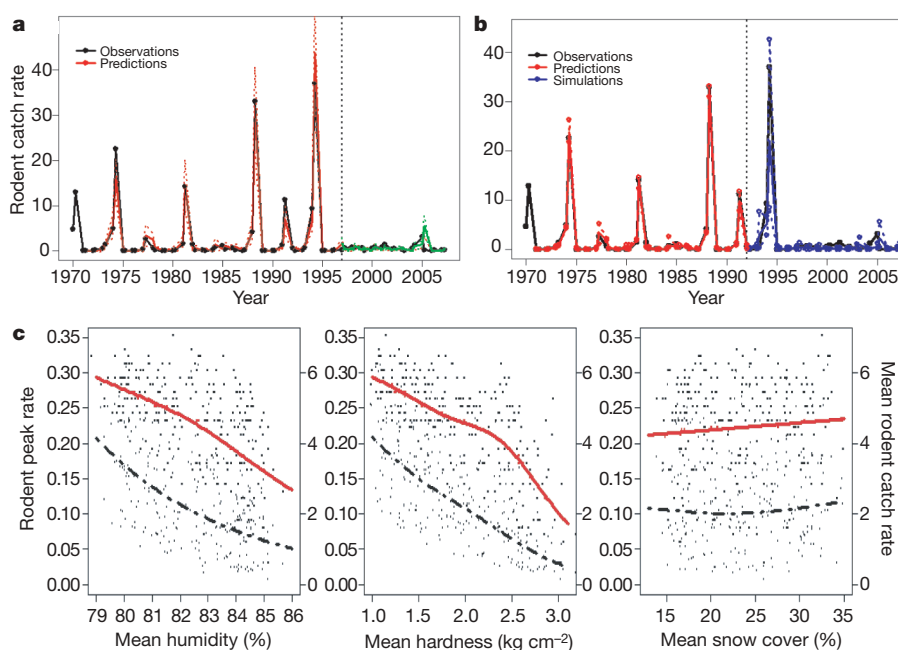 a
Observations
Predictions
Rodent catch rate
40
30
20
10
0
1970 1975 1980 1985 1990 1995 2000 2005
Year
b
Observations
Predictions
Simulations
40
30
20
10
0
1970 1975 1980 1985 1990 1995 2000 2005
Year
c
Rodent peak rate
0.35
0.30
0.25
0.20
0.15
0.10
0.05
0.00
6
4
2
0
79 80 81 82 83 84 85 86
Mean humidity (%)
0.35
0.30
0.25
0.20
0.15
0.10
0.05
0.00
6
4
2
0
1.0 1.5 2.0 2.5 3.0
Mean hardness (kg cm–2)
0.35
0.30
0.25
0.20
0.15
0.10
0.05
0.00
6
4
2
0
15 20 25 30 35
Mean snow cover (%)
Mean rodent catch rate